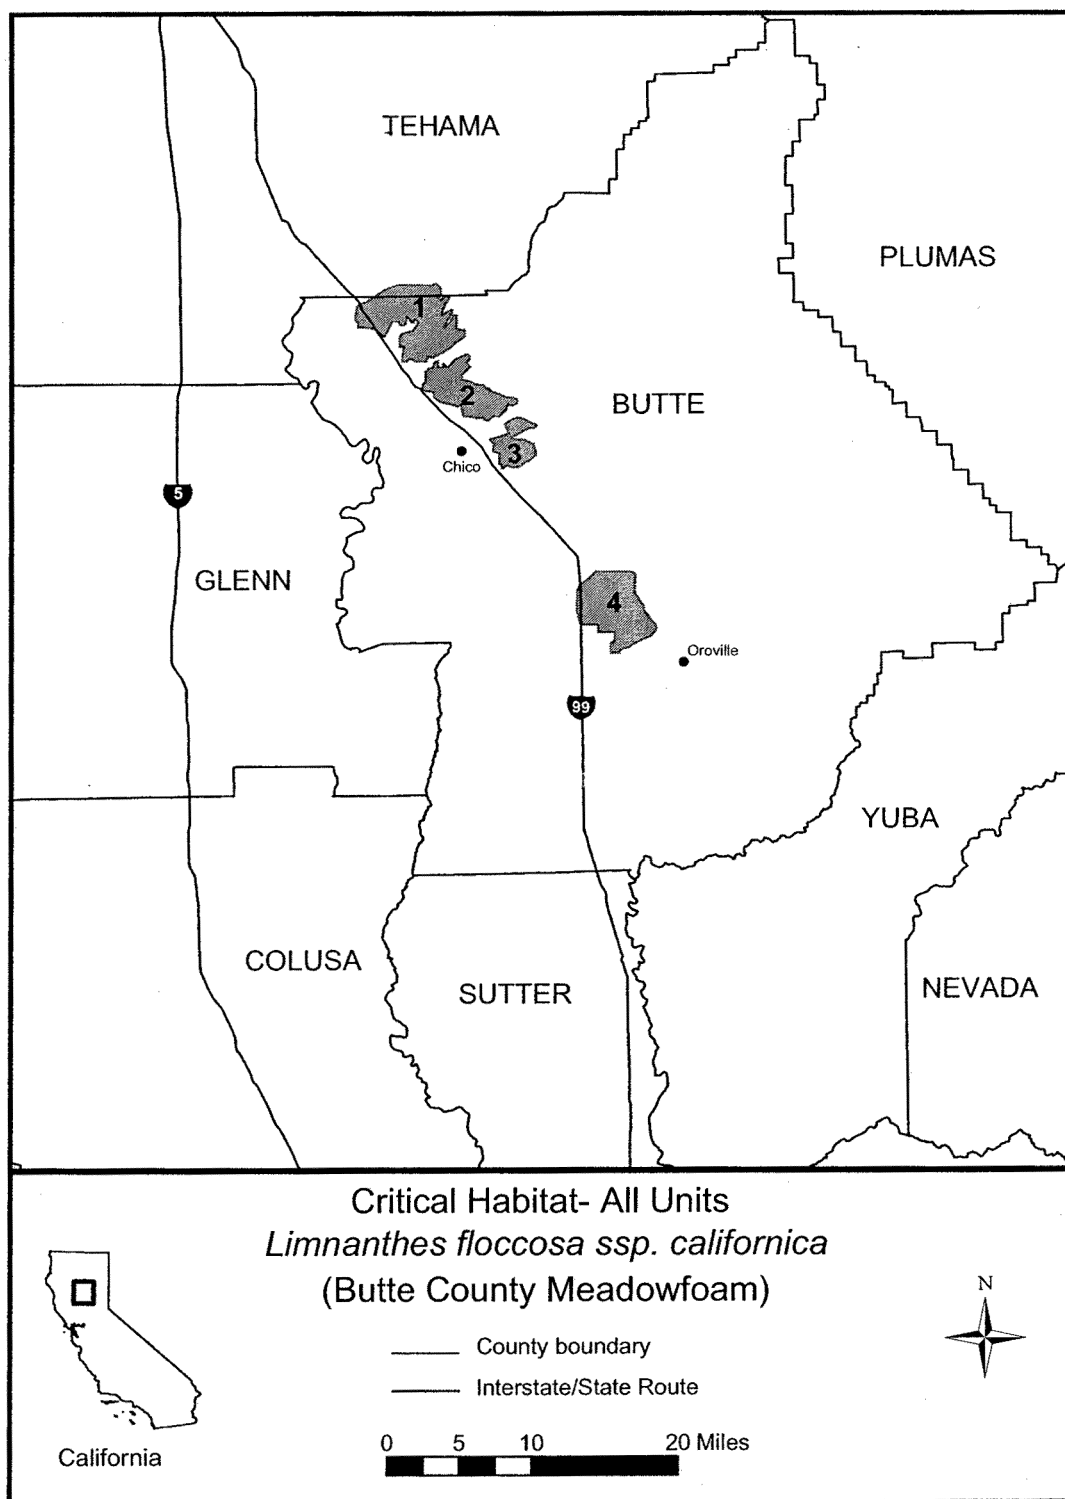 TEHAMA
PLUMAS
1
2
BUTTE
3
Chico
5
GLENN
4
Oroville
99
YUBA
COLUSA
SUTTER
NEVADA
Critical Habitat- All Units
Limnanthes floccosa ssp. californica
(Butte County Meadowfoam)
N
County boundary
Interstate/State Route
0 5 10 20 Miles
California